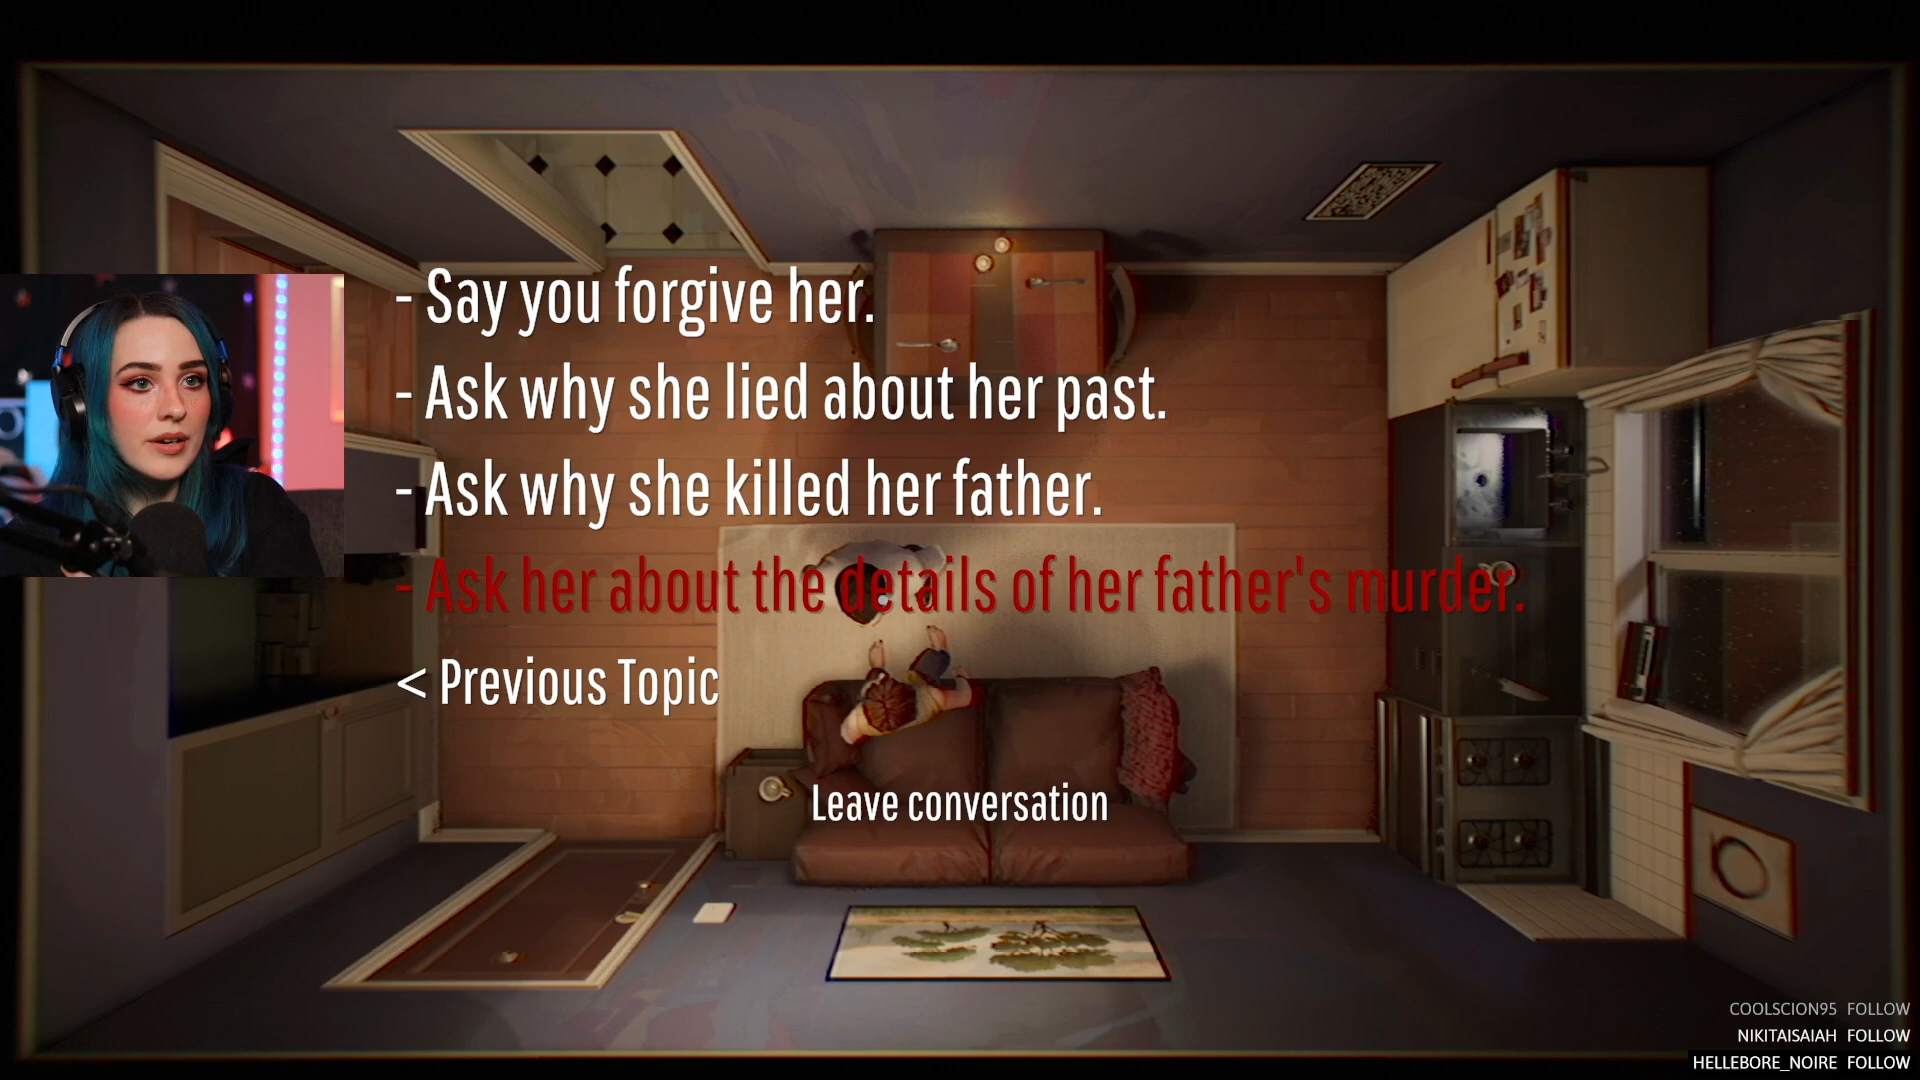 - Say you forgive her.
- Ask why she lied about her past.
- Ask why she killed her father.
- Ask her about the details of her father's murder.
< Previous Topic
Leave conversation
COOLSCION95 FOLLOW
NIKITAISAIAH FOLLOW
HELLEBORE_NOIRE FOLLOW